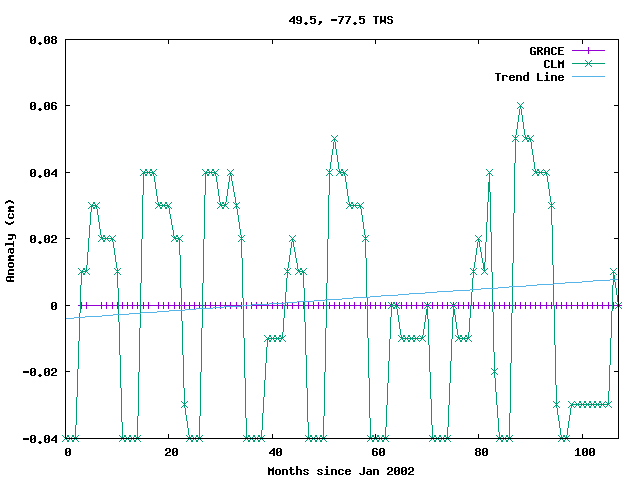 49.5, -77.5 TWS
GRACE
CLM
Trend Line
Anomaly (cm)
0.08
0.06
0.04
0.02
0
-0.02
-0.04
0 20 40 60 80 100
Months since Jan 2002